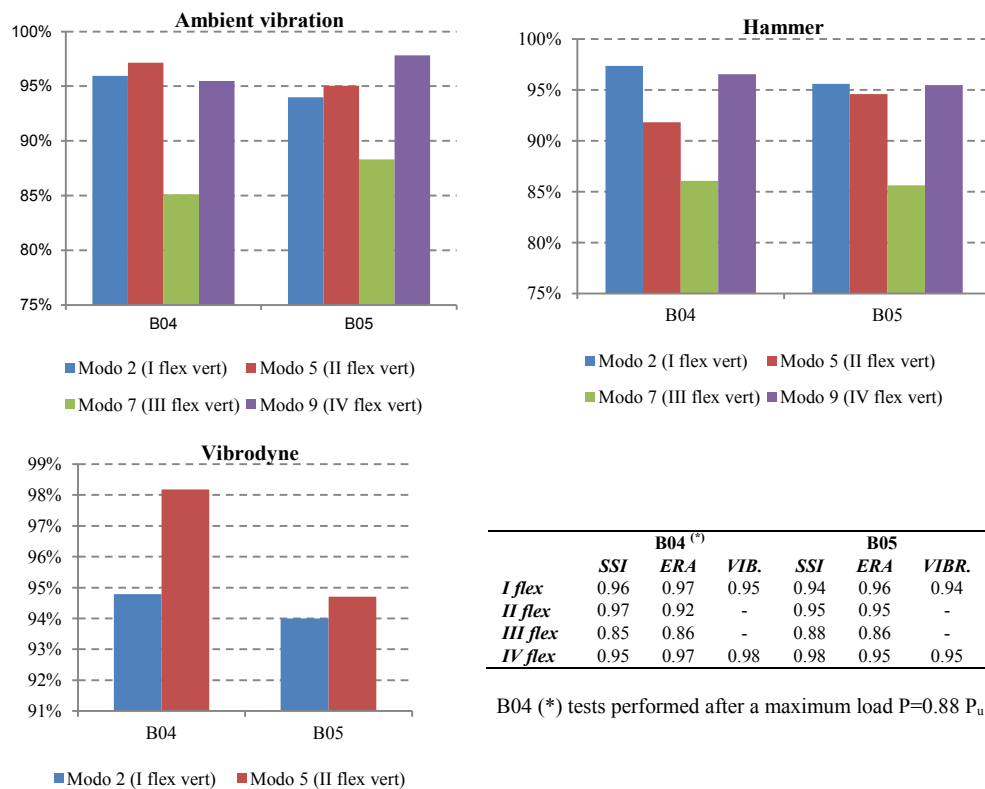 Ambient vibration
100%
95%
90%
85%
80%
75%
B04 B05
Modo 2 (I flex vert) Modo 5 (II flex vert)
Modo 7 (III flex vert) Modo 9 (IV flex vert)
Hammer
100%
95%
90%
85%
80%
75%
B04 B05
Modo 2 (I flex vert) Modo 5 (II flex vert)
Modo 7 (III flex vert) Modo 9 (IV flex vert)
Vibrodyne
99%
98%
97%
96%
95%
94%
93%
92%
91%
B04 B05
Modo 2 (I flex vert) Modo 5 (II flex vert)
B04 (*) B05
SSI ERA VIB. SSI ERA VIBR.
I flex 0.96 0.97 0.95 0.94 0.96 0.94
II flex 0.97 0.92 - 0.95 0.95 -
III flex 0.85 0.86 - 0.88 0.86 -
IV flex 0.95 0.97 0.98 0.98 0.95 0.95
B04 (*) tests performed after a maximum load P=0.88 Pu